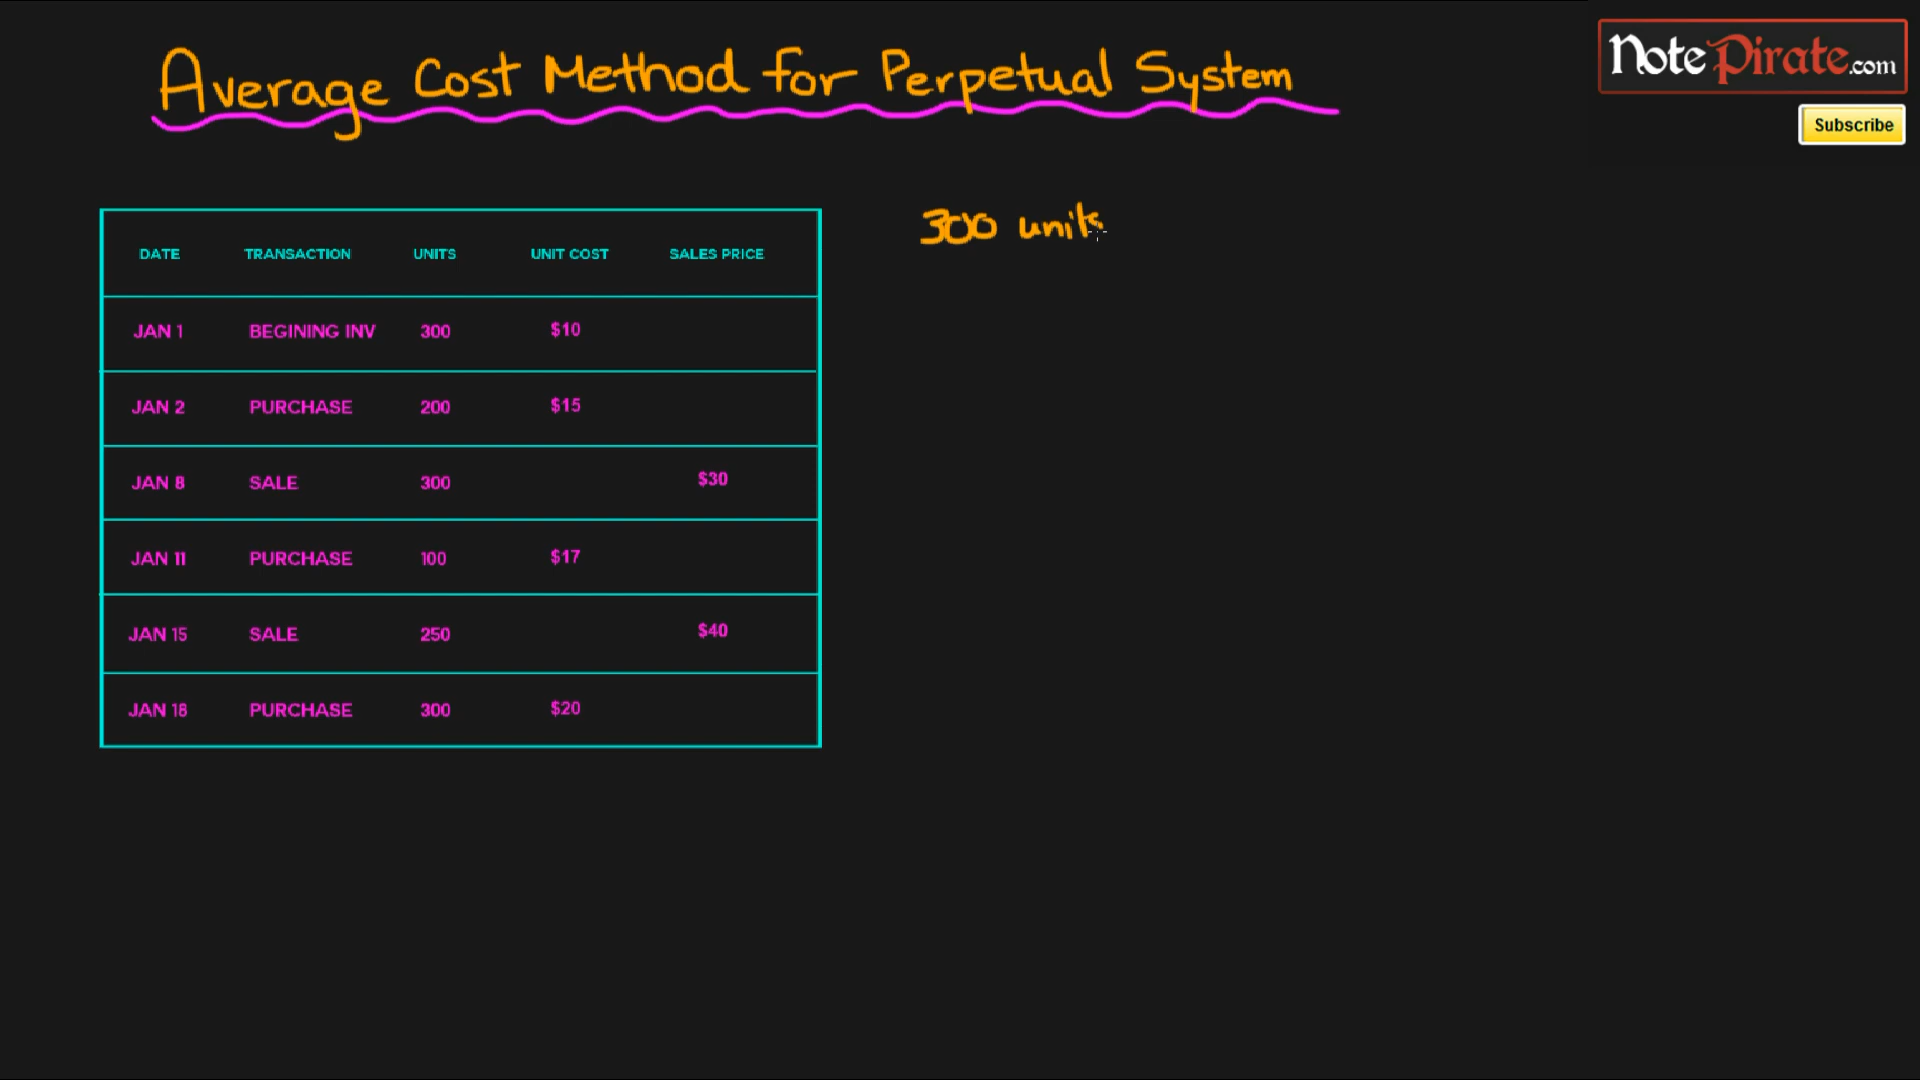 Average Cost Method for Perpetual System
NotePirate.com
Subscribe
300 units
DATE TRANSACTION UNITS UNIT COST SALES PRICE
JAN 1 BEGINING INV 300 $10
JAN 2 PURCHASE 200 $15
JAN 8 SALE 300 $30
JAN 11 PURCHASE 100 $17
JAN 15 SALE 250 $40
JAN 18 PURCHASE 300 $20